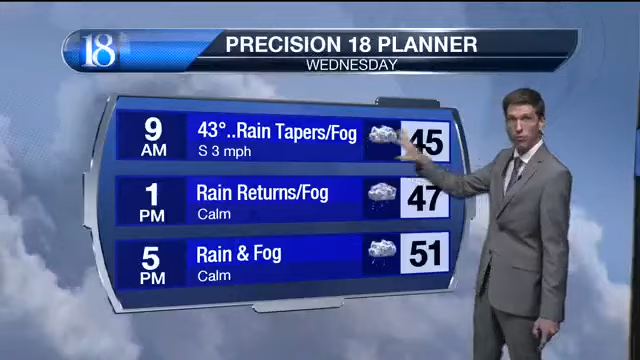 18
PRECISION 18 PLANNER
WEDNESDAY
9
AM
43°..Rain Tapers/Fog
S 3 mph
45
1
PM
Rain Returns/Fog
Calm
47
5
PM
Rain & Fog
Calm
51